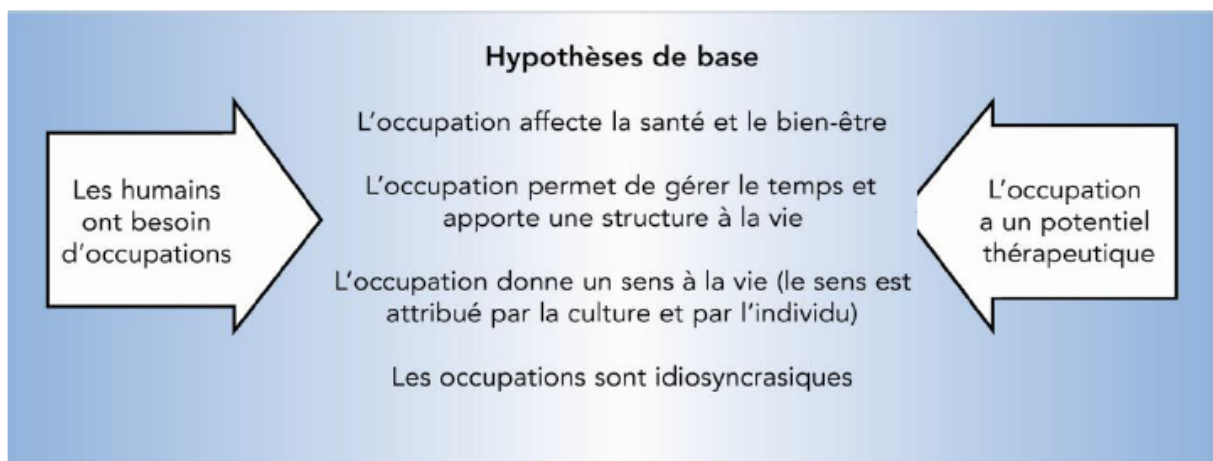 Hypothèses de base
Les humains
ont besoin
d'occupations
L'occupation affecte la santé et le bien-être
L'occupation permet de gérer le temps et
apporte une structure à la vie
L'occupation donne un sens à la vie (le sens est
attribué par la culture et par l'individu)
Les occupations sont idiosyncrasiques
L'occupation
a un potentiel
thérapeutique